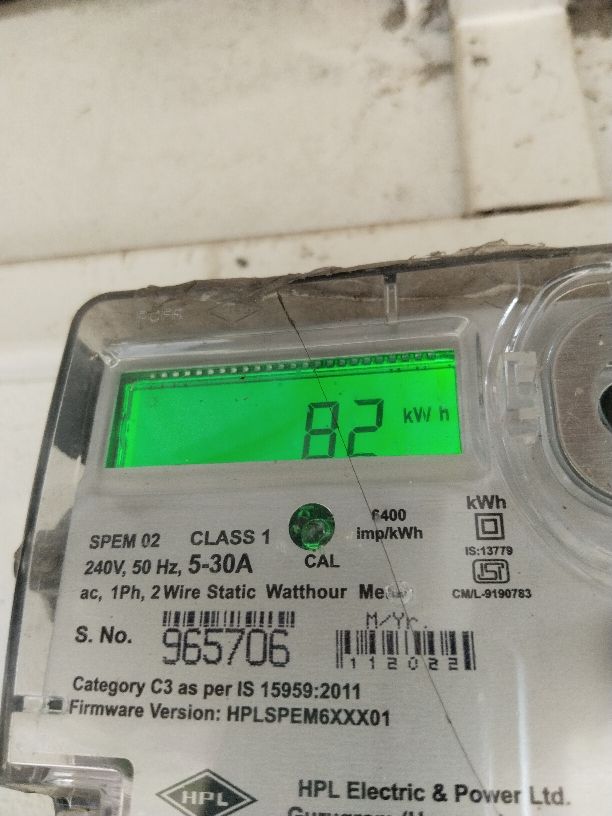 82 kW h
SPEM 02 CLASS 1
CAL
6400
imp/kWh
kWh
IS:13779
ISI
CM/L-9190783
240V, 50 Hz, 5-30A
ac, 1Ph, 2 Wire Static Watthour
S. No. 965706
M/Yr.
112022
Category C3 as per IS 15959:2011
Firmware Version: HPLSPEM6XXX01
HPL
HPL Electric & Power Ltd.